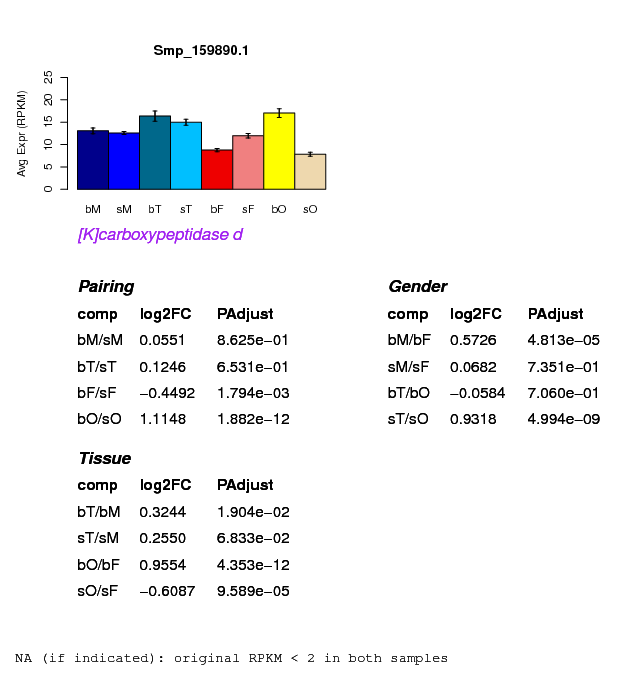 Smp_159890.1
Avg Expr (RPKM)
25
20
15
10
5
0
bM sM bT sT bF sF bO sO
[K]carboxypeptidase d
Pairing
comp log2FC PAdjust
bM/sM 0.0551 8.625e−01
bT/sT 0.1246 6.531e−01
bF/sF −0.4492 1.794e−03
bO/sO 1.1148 1.882e−12
Gender
comp log2FC PAdjust
bM/bF 0.5726 4.813e−05
sM/sF 0.0682 7.351e−01
bT/bO −0.0584 7.060e−01
sT/sO 0.9318 4.994e−09
Tissue
comp log2FC PAdjust
bT/bM 0.3244 1.904e−02
sT/sM 0.2550 6.833e−02
bO/bF 0.9554 4.353e−12
sO/sF −0.6087 9.589e−05
NA (if indicated): original RPKM < 2 in both samples